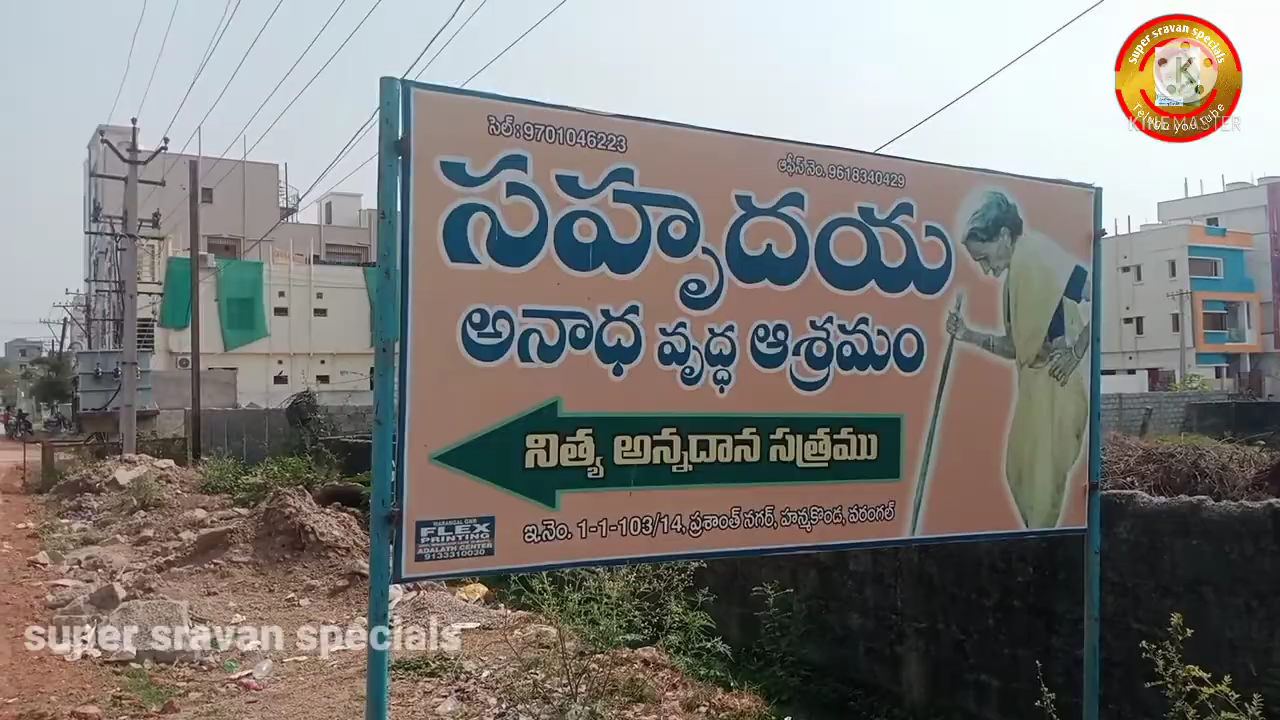 సెల్: 9701046223
ఆఫీస్ నెం. 9618340429
సహృదయ
అనాధ వృద్ధ ఆశ్రమం
నిత్య అన్నదాన సత్రము
ఇ.నెం. 1-1-103/14, ప్రశాంత్ నగర్, హన్మకొండ, వరంగల్
FLEX
PRINTING
ADALATH CENTER
9133310030
super sravan specials
Super sravan specials
K
Telugu you tube
KINEMASTER